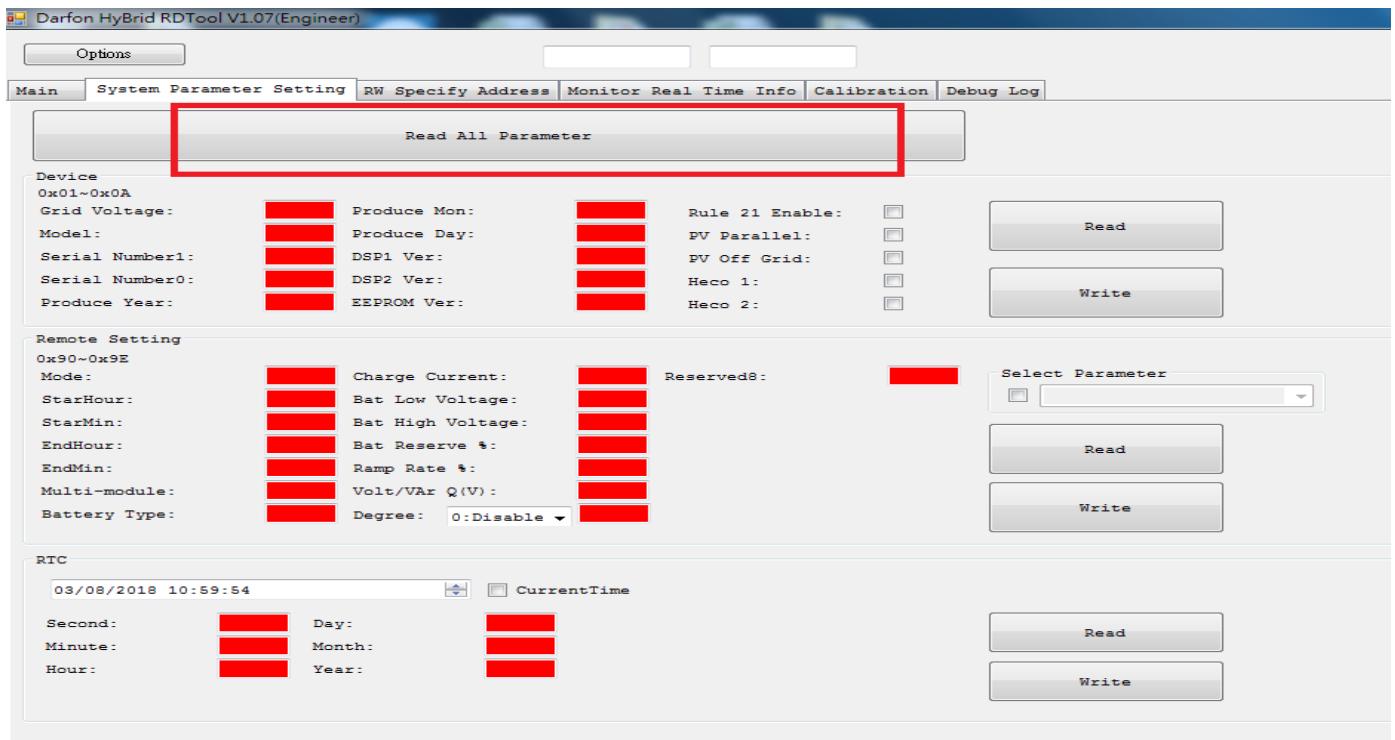 Darfon HyBrid RDTool V1.07(Engineer)
Options
Main System Parameter Setting RW Specify Address Monitor Real Time Info Calibration Debug Log
Read All Parameter
Device
0x01~0x0A
Grid Voltage: Produce Mon: Rule 21 Enable:
Read
Model: Produce Day: PV Parallel:
Serial Number1: DSP1 Ver: PV Off Grid:
Serial Number0: DSP2 Ver: Heco 1:
Write
Produce Year: EEPROM Ver: Heco 2:
Remote Setting
0x90~0x9E
Mode: Charge Current: Reserved8: Select Parameter
StarHour: Bat Low Voltage:
StarMin: Bat High Voltage:
EndHour: Bat Reserve %: Read
EndMin: Ramp Rate %:
Multi-module: Volt/VAr Q(V):
Battery Type: Degree: 0:Disable Write
RTC
03/08/2018 10:59:54 CurrentTime
Second: Day: Read
Minute: Month:
Hour: Year: Write